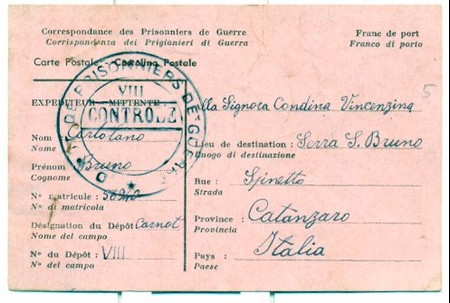 Correspondance des Prisonniers de Guerre
Corrispondenza dei Prigionieri di Guerra
Franc de port
Franco di porto
Carte Postale - Cartolina Postale
PRISONNIERS DE GUERRE
VIII
CONTROLE
EXPEDITEUR - MITTENTE
Alla Signora Condina Vincenzina
5
Nom Cartolano
Nome
Lieu de destination : Serra S. Bruno
Luogo di destinazione
Prénom Bruno
Cognome
Rue : Spinetto
Strada
N° matricule :
N° di matricola
Désignation du Dépôt Carnot
Nome del campo
Province : Catanzaro
Provincia
N° du Dépôt : VIII
N° del campo
Pays : Italia
Paese